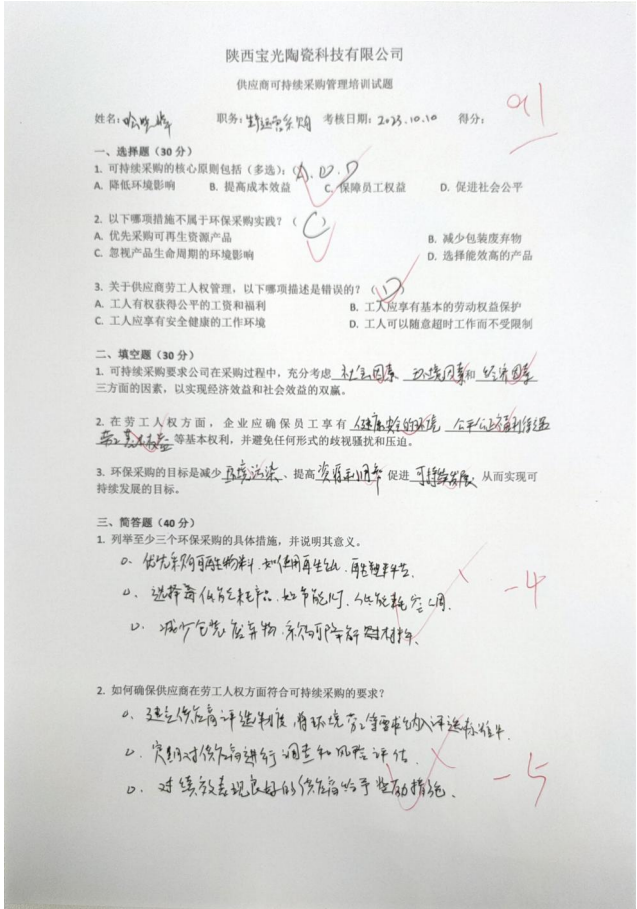 陕西宝光陶瓷科技有限公司
供应商可持续采购管理培训试题
姓名： 职务： 考核日期：2023.10.10 得分：91
一、选择题（30 分）
1. 可持续采购的核心原则包括（多选）：（A、D、）
A. 降低环境影响 B. 提高成本效益 C. 保障员工权益 D. 促进社会公平
2. 以下哪项措施不属于环保采购实践？（C）
A. 优先采购可再生资源产品 B. 减少包装废弃物
C. 忽视产品生命周期的环境影响 D. 选择能效高的产品
3. 关于供应商劳工人权管理，以下哪项描述是错误的？（D）
A. 工人有权获得公平的工资和福利 B. 工人应享有基本的劳动权益保护
C. 工人应享有安全健康的工作环境 D. 工人可以随意超时工作而不受限制
二、填空题（30 分）
1. 可持续采购要求公司在采购过程中，充分考虑 社会因素 环境因素 和 经济因素
三方面的因素，以实现经济效益和社会效益的双赢。
2. 在劳工人权方面，企业应确保员工享有 健康安全的环境 公平公正福利待遇
劳工基本权益 等基本权利，并避免任何形式的歧视骚扰和压迫。
3. 环保采购的目标是减少 环境污染、提高 资源利用率 促进 可持续发展 从而实现可
持续发展的目标。
三、简答题（40 分）
1. 列举至少三个环保采购的具体措施，并说明其意义。
优先采购可再生物料，如使用再生纸、再生塑料等。
选择低能耗产品，如节能灯、低能耗空调。 -4
减少包装废弃物，采购可降解材料。
2. 如何确保供应商在劳工人权方面符合可持续采购的要求？
建立供应商评选制度，将环境、劳工等要求纳入评选标准中。
定期对供应商进行调查和风险评估。
对绩效表现良好的供应商给予奖励措施。 -5